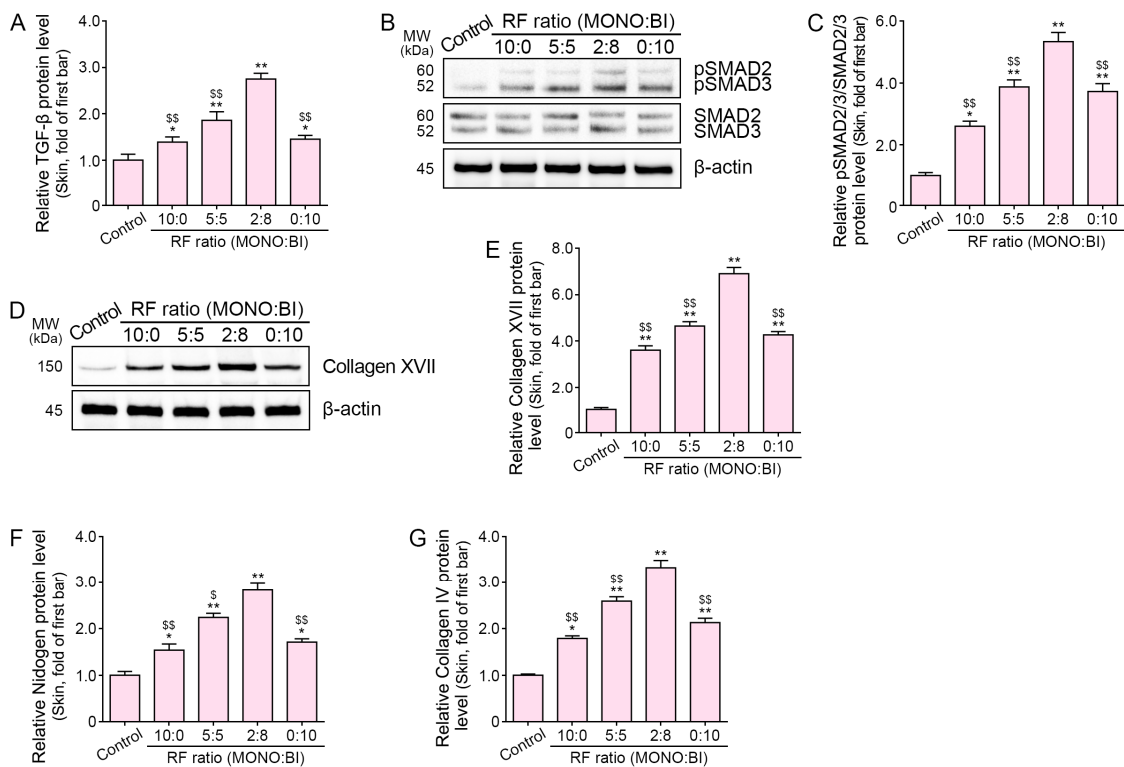 A
Relative TGF-β protein level
(Skin, fold of first bar)
4.0
3.0
2.0
1.0
0
$$
*
$$
**
**
$$
*
Control
10:0 5:5 2:8 0:10
RF ratio (MONO:BI)
B
MW
(kDa)
Control
RF ratio (MONO:BI)
10:0 5:5 2:8 0:10
60
52
pSMAD2
pSMAD3
60
52
SMAD2
SMAD3
45
β-actin
C
Relative pSMAD2/3/SMAD2/3
protein level (Skin, fold of first bar)
6.0
4.0
2.0
0
$$
*
$$
**
**
$$
**
Control
10:0 5:5 2:8 0:10
RF ratio (MONO:BI)
D
MW
(kDa)
Control
RF ratio (MONO:BI)
10:0 5:5 2:8 0:10
150
Collagen XVII
45
β-actin
E
Relative Collagen XVII protein
level (Skin, fold of first bar)
8.0
6.0
4.0
2.0
0
$$
**
$$
**
**
$$
**
Control
10:0 5:5 2:8 0:10
RF ratio (MONO:BI)
F
Relative Nidogen protein level
(Skin, fold of first bar)
4.0
3.0
2.0
1.0
0
$$
*
$
**
**
$$
*
Control
10:0 5:5 2:8 0:10
RF ratio (MONO:BI)
G
Relative Collagen IV protein
level (Skin, fold of first bar)
4.0
3.0
2.0
1.0
0
$$
*
$$
**
**
$$
**
Control
10:0 5:5 2:8 0:10
RF ratio (MONO:BI)